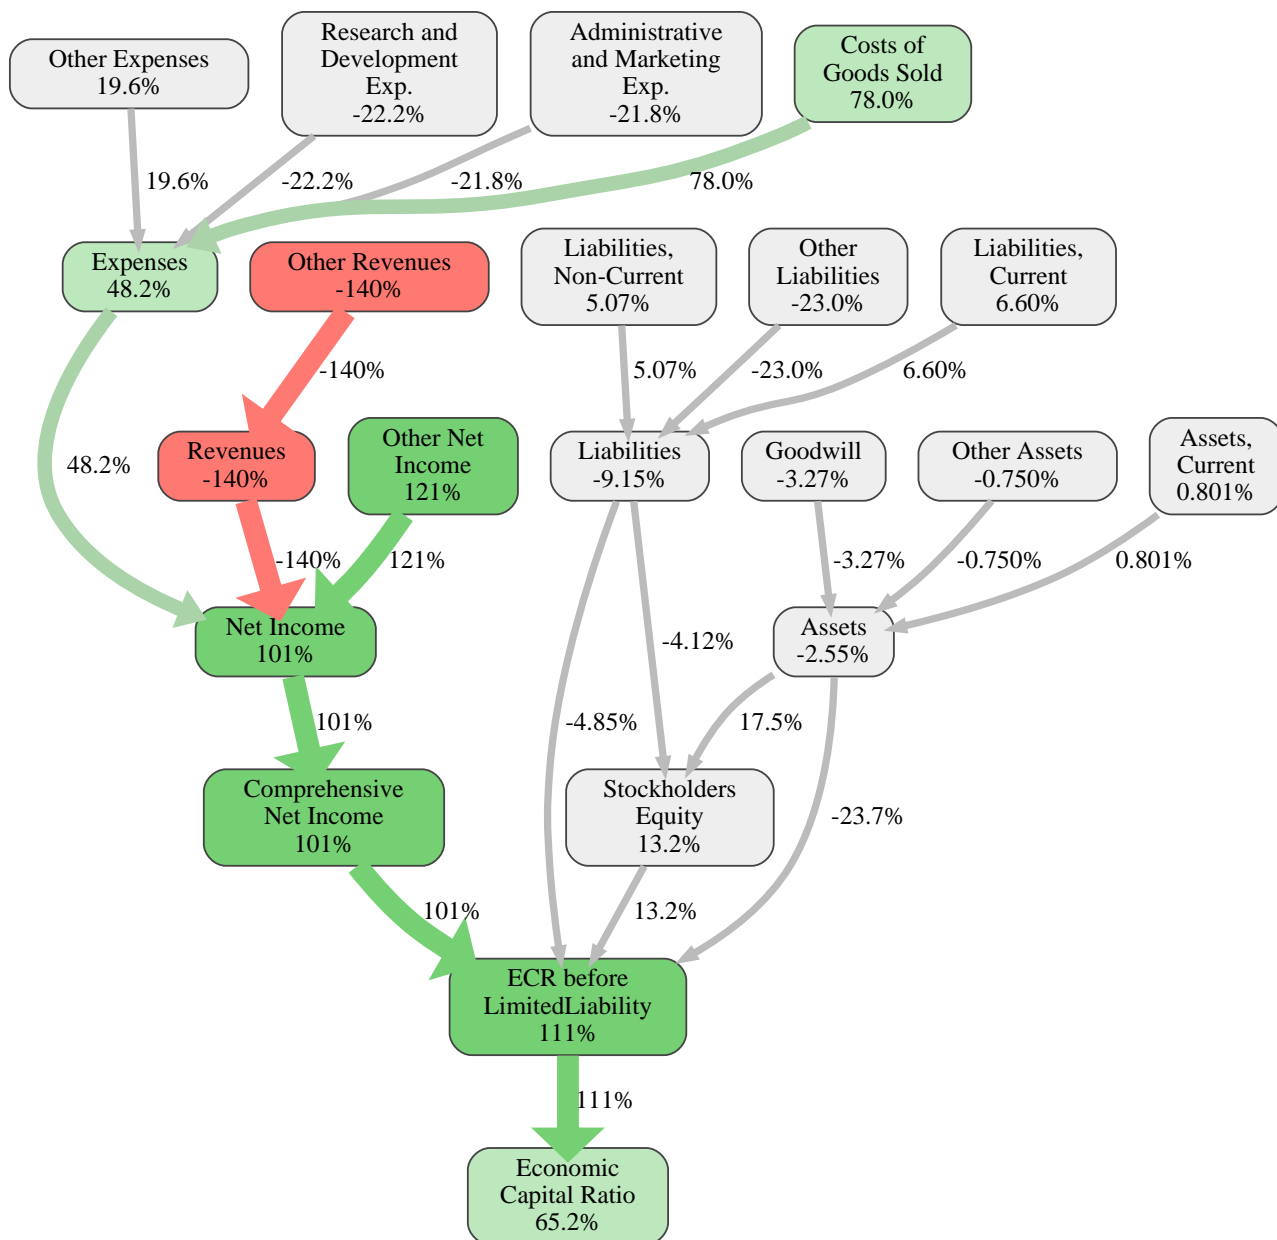 Other Expenses
19.6%
Research and
Development
Exp.
-22.2%
Administrative
and Marketing
Exp.
-21.8%
Costs of
Goods Sold
78.0%
19.6%
-22.2%
-21.8%
78.0%
Expenses
48.2%
Other Revenues
-140%
Liabilities,
Non-Current
5.07%
Other
Liabilities
-23.0%
Liabilities,
Current
6.60%
-140%
5.07%
-23.0%
6.60%
48.2%
Revenues
-140%
Other Net
Income
121%
Liabilities
-9.15%
Goodwill
-3.27%
Other Assets
-0.750%
Assets,
Current
0.801%
-140%
121%
-3.27%
-0.750%
0.801%
Net Income
101%
-4.12%
Assets
-2.55%
101%
-4.85%
17.5%
Comprehensive
Net Income
101%
Stockholders
Equity
13.2%
-23.7%
101%
13.2%
ECR before
LimitedLiability
111%
111%
Economic
Capital Ratio
65.2%